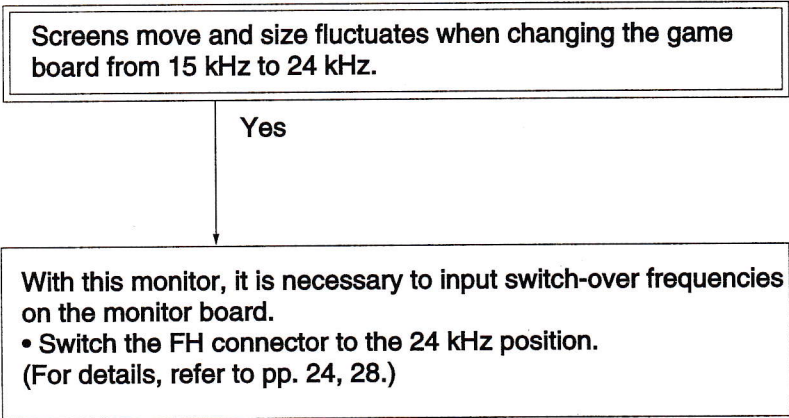 Screens move and size fluctuates when changing the game
board from 15 kHz to 24 kHz.
Yes
With this monitor, it is necessary to input switch-over frequencies
on the monitor board.
• Switch the FH connector to the 24 kHz position.
(For details, refer to pp. 24, 28.)